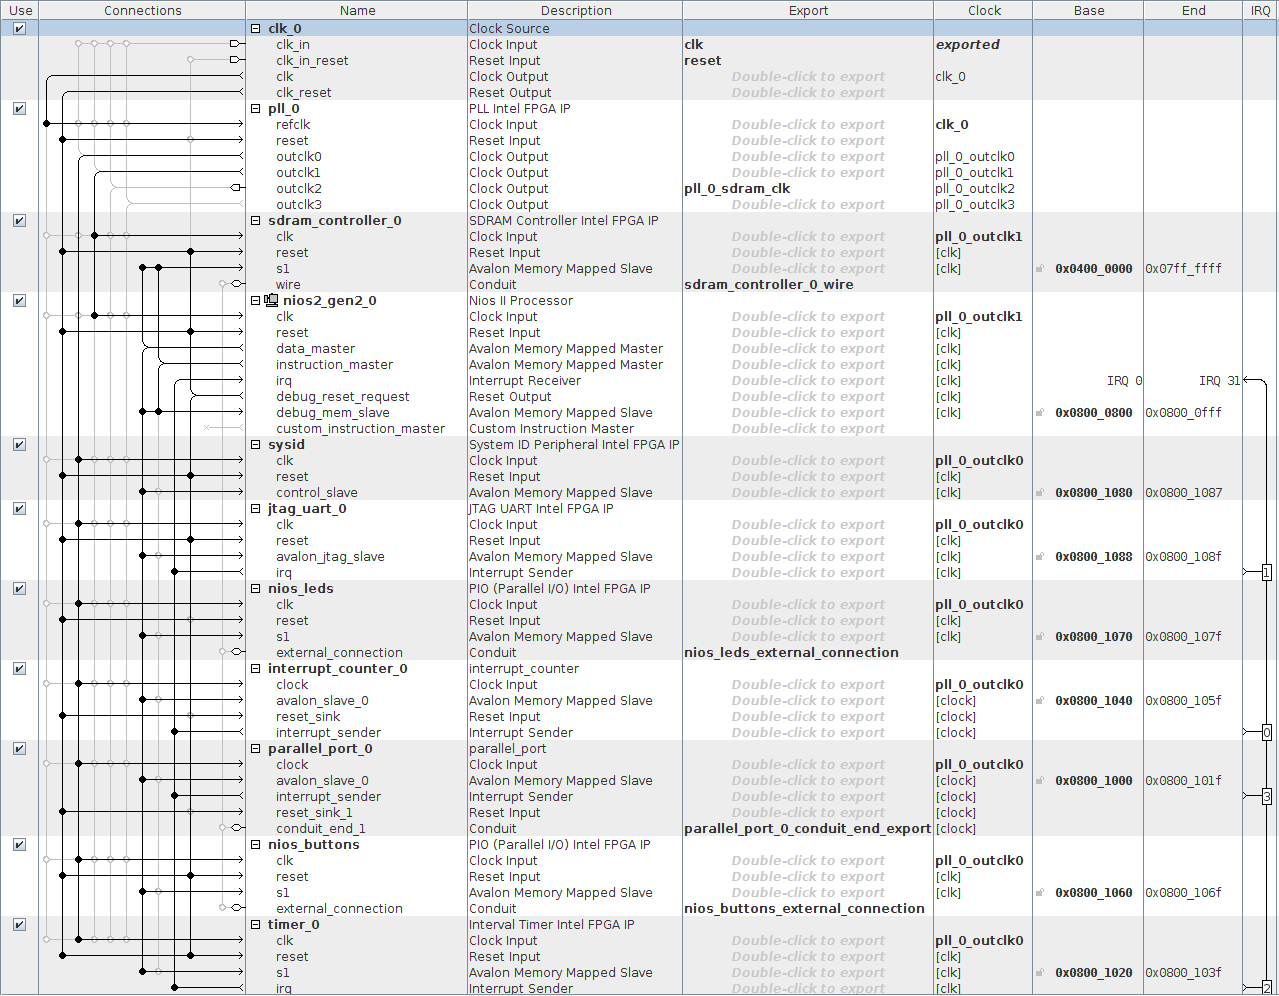 Use Connections Name Description Export Clock Base End IRQ
clk_0 Clock Source
clk_in Clock Input clk exported
clk_in_reset Reset Input reset
clk Clock Output Double-click to export clk_0
clk_reset Reset Output Double-click to export
pll_0 PLL Intel FPGA IP
refclk Clock Input Double-click to export clk_0
reset Reset Input Double-click to export
outclk0 Clock Output Double-click to export pll_0_outclk0
outclk1 Clock Output Double-click to export pll_0_outclk1
outclk2 Clock Output pll_0_sdram_clk pll_0_outclk2
outclk3 Clock Output Double-click to export pll_0_outclk3
sdram_controller_0 SDRAM Controller Intel FPGA IP
clk Clock Input Double-click to export pll_0_outclk1
reset Reset Input Double-click to export [clk]
s1 Avalon Memory Mapped Slave Double-click to export [clk] 0x0400_0000 0x07ff_ffff
wire Conduit sdram_controller_0_wire
nios2_gen2_0 Nios II Processor
clk Clock Input Double-click to export pll_0_outclk1
reset Reset Input Double-click to export [clk]
data_master Avalon Memory Mapped Master Double-click to export [clk]
instruction_master Avalon Memory Mapped Master Double-click to export [clk]
irq Interrupt Receiver Double-click to export [clk] IRQ 0 IRQ 31
debug_reset_request Reset Output Double-click to export [clk]
debug_mem_slave Avalon Memory Mapped Slave Double-click to export [clk] 0x0800_0800 0x0800_0fff
custom_instruction_master Custom Instruction Master Double-click to export
sysid System ID Peripheral Intel FPGA IP
clk Clock Input Double-click to export pll_0_outclk0
reset Reset Input Double-click to export [clk]
control_slave Avalon Memory Mapped Slave Double-click to export [clk] 0x0800_1080 0x0800_1087
jtag_uart_0 JTAG UART Intel FPGA IP
clk Clock Input Double-click to export pll_0_outclk0
reset Reset Input Double-click to export [clk]
avalon_jtag_slave Avalon Memory Mapped Slave Double-click to export [clk] 0x0800_1088 0x0800_108f
irq Interrupt Sender Double-click to export [clk] 1
nios_leds PIO (Parallel I/O) Intel FPGA IP
clk Clock Input Double-click to export pll_0_outclk0
reset Reset Input Double-click to export [clk]
s1 Avalon Memory Mapped Slave Double-click to export [clk] 0x0800_1070 0x0800_107f
external_connection Conduit nios_leds_external_connection
interrupt_counter_0 interrupt_counter
clock Clock Input Double-click to export pll_0_outclk0
avalon_slave_0 Avalon Memory Mapped Slave Double-click to export [clock] 0x0800_1040 0x0800_105f
reset_sink Reset Input Double-click to export [clock]
interrupt_sender Interrupt Sender Double-click to export [clock] 0
parallel_port_0 parallel_port
clock Clock Input Double-click to export pll_0_outclk0
avalon_slave_0 Avalon Memory Mapped Slave Double-click to export [clock] 0x0800_1000 0x0800_101f
interrupt_sender Interrupt Sender Double-click to export [clock] 3
reset_sink_1 Reset Input Double-click to export [clock]
conduit_end_1 Conduit parallel_port_0_conduit_end_export [clock]
nios_buttons PIO (Parallel I/O) Intel FPGA IP
clk Clock Input Double-click to export pll_0_outclk0
reset Reset Input Double-click to export [clk]
s1 Avalon Memory Mapped Slave Double-click to export [clk] 0x0800_1060 0x0800_106f
external_connection Conduit nios_buttons_external_connection
timer_0 Interval Timer Intel FPGA IP
clk Clock Input Double-click to export pll_0_outclk0
reset Reset Input Double-click to export [clk]
s1 Avalon Memory Mapped Slave Double-click to export [clk] 0x0800_1020 0x0800_103f
irq Interrupt Sender Double-click to export [clk] 2